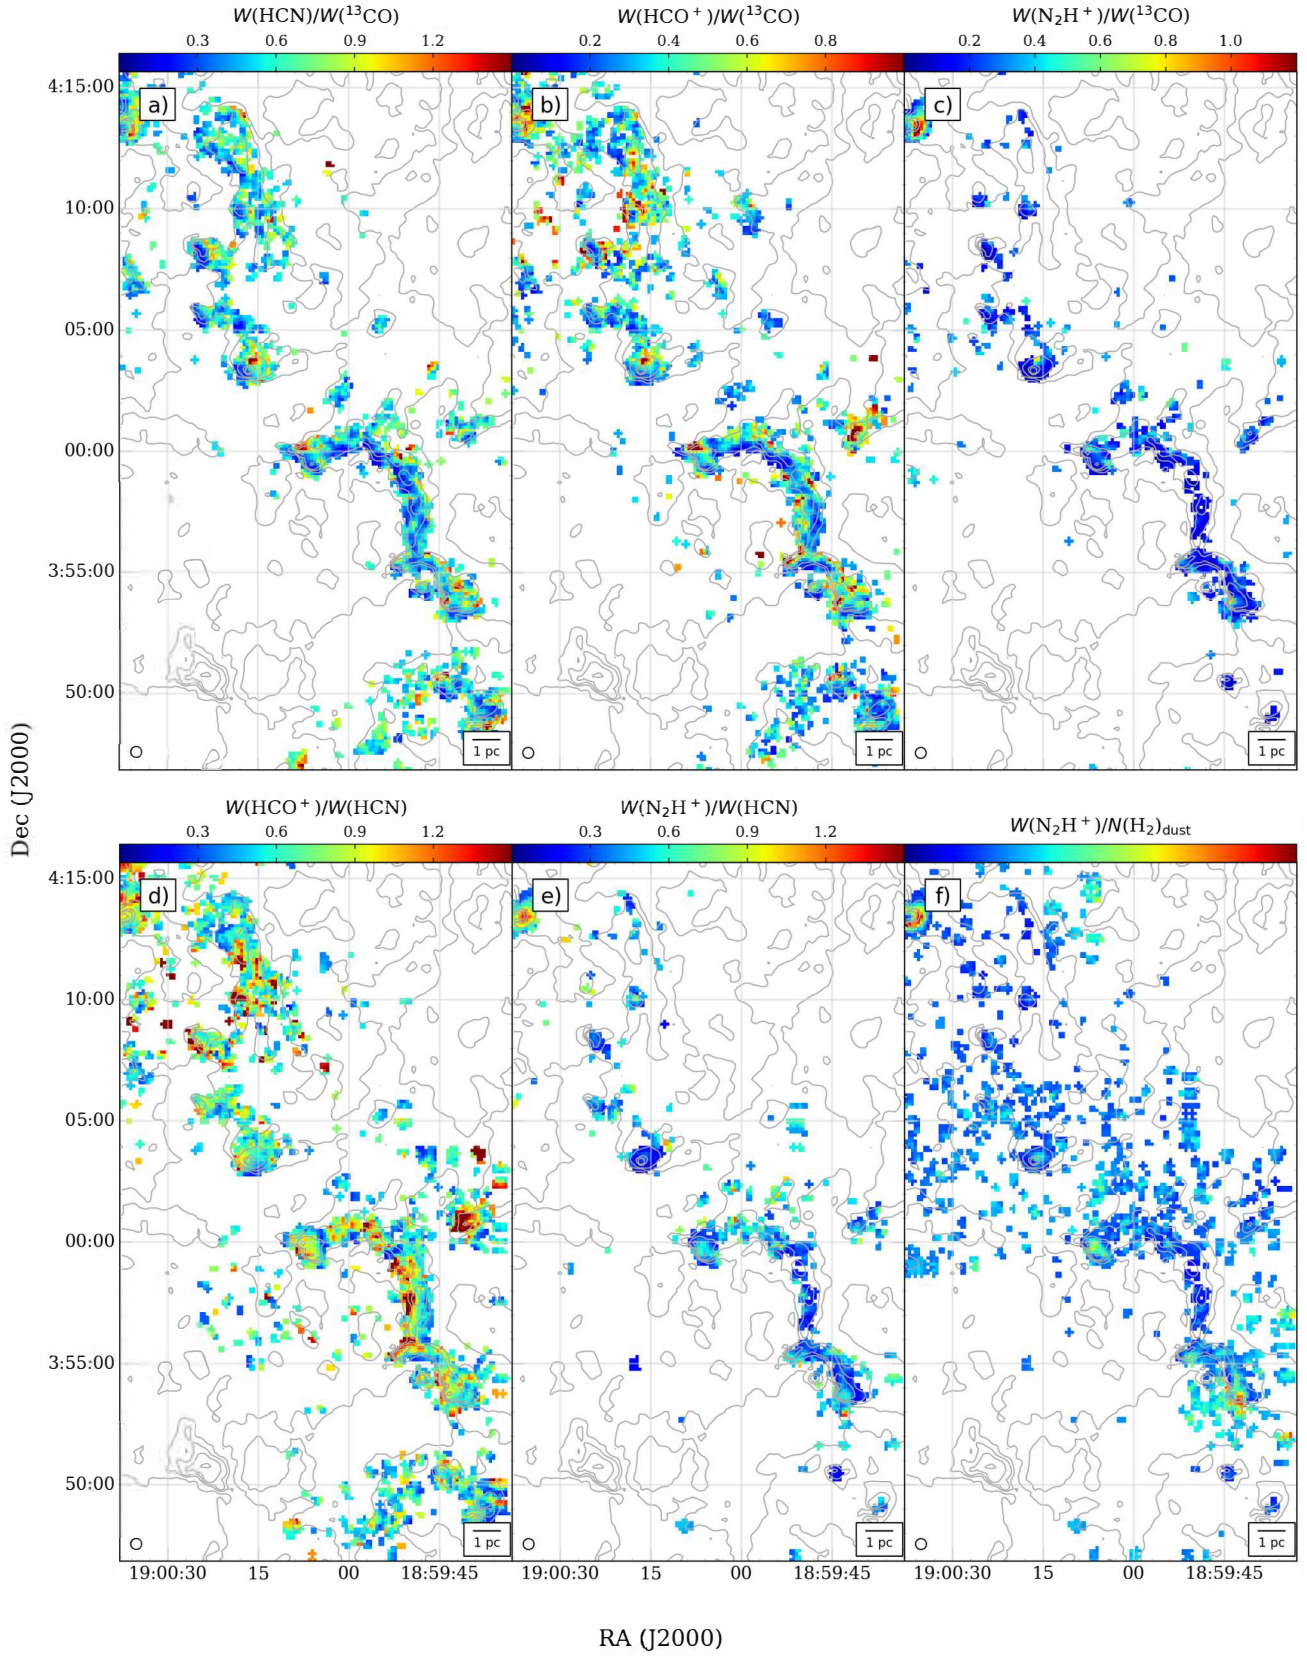 W(HCN)/W(¹³CO) W(HCO⁺)/W(¹³CO) W(N₂H⁺)/W(¹³CO)
0.3 0.6 0.9 1.2 0.2 0.4 0.6 0.8 0.2 0.4 0.6 0.8 1.0
4:15:00 a) b) c)
10:00
05:00
00:00
3:55:00
50:00
1 pc 1 pc 1 pc
Dec (J2000)
W(HCO⁺)/W(HCN) W(N₂H⁺)/W(HCN) W(N₂H⁺)/N(H₂)dust
0.3 0.6 0.9 1.2 0.3 0.6 0.9 1.2
4:15:00 d) e) f)
10:00
05:00
00:00
3:55:00
50:00
1 pc 1 pc 1 pc
19:00:30 15 00 18:59:45 19:00:30 15 00 18:59:45 19:00:30 15 00 18:59:45
RA (J2000)